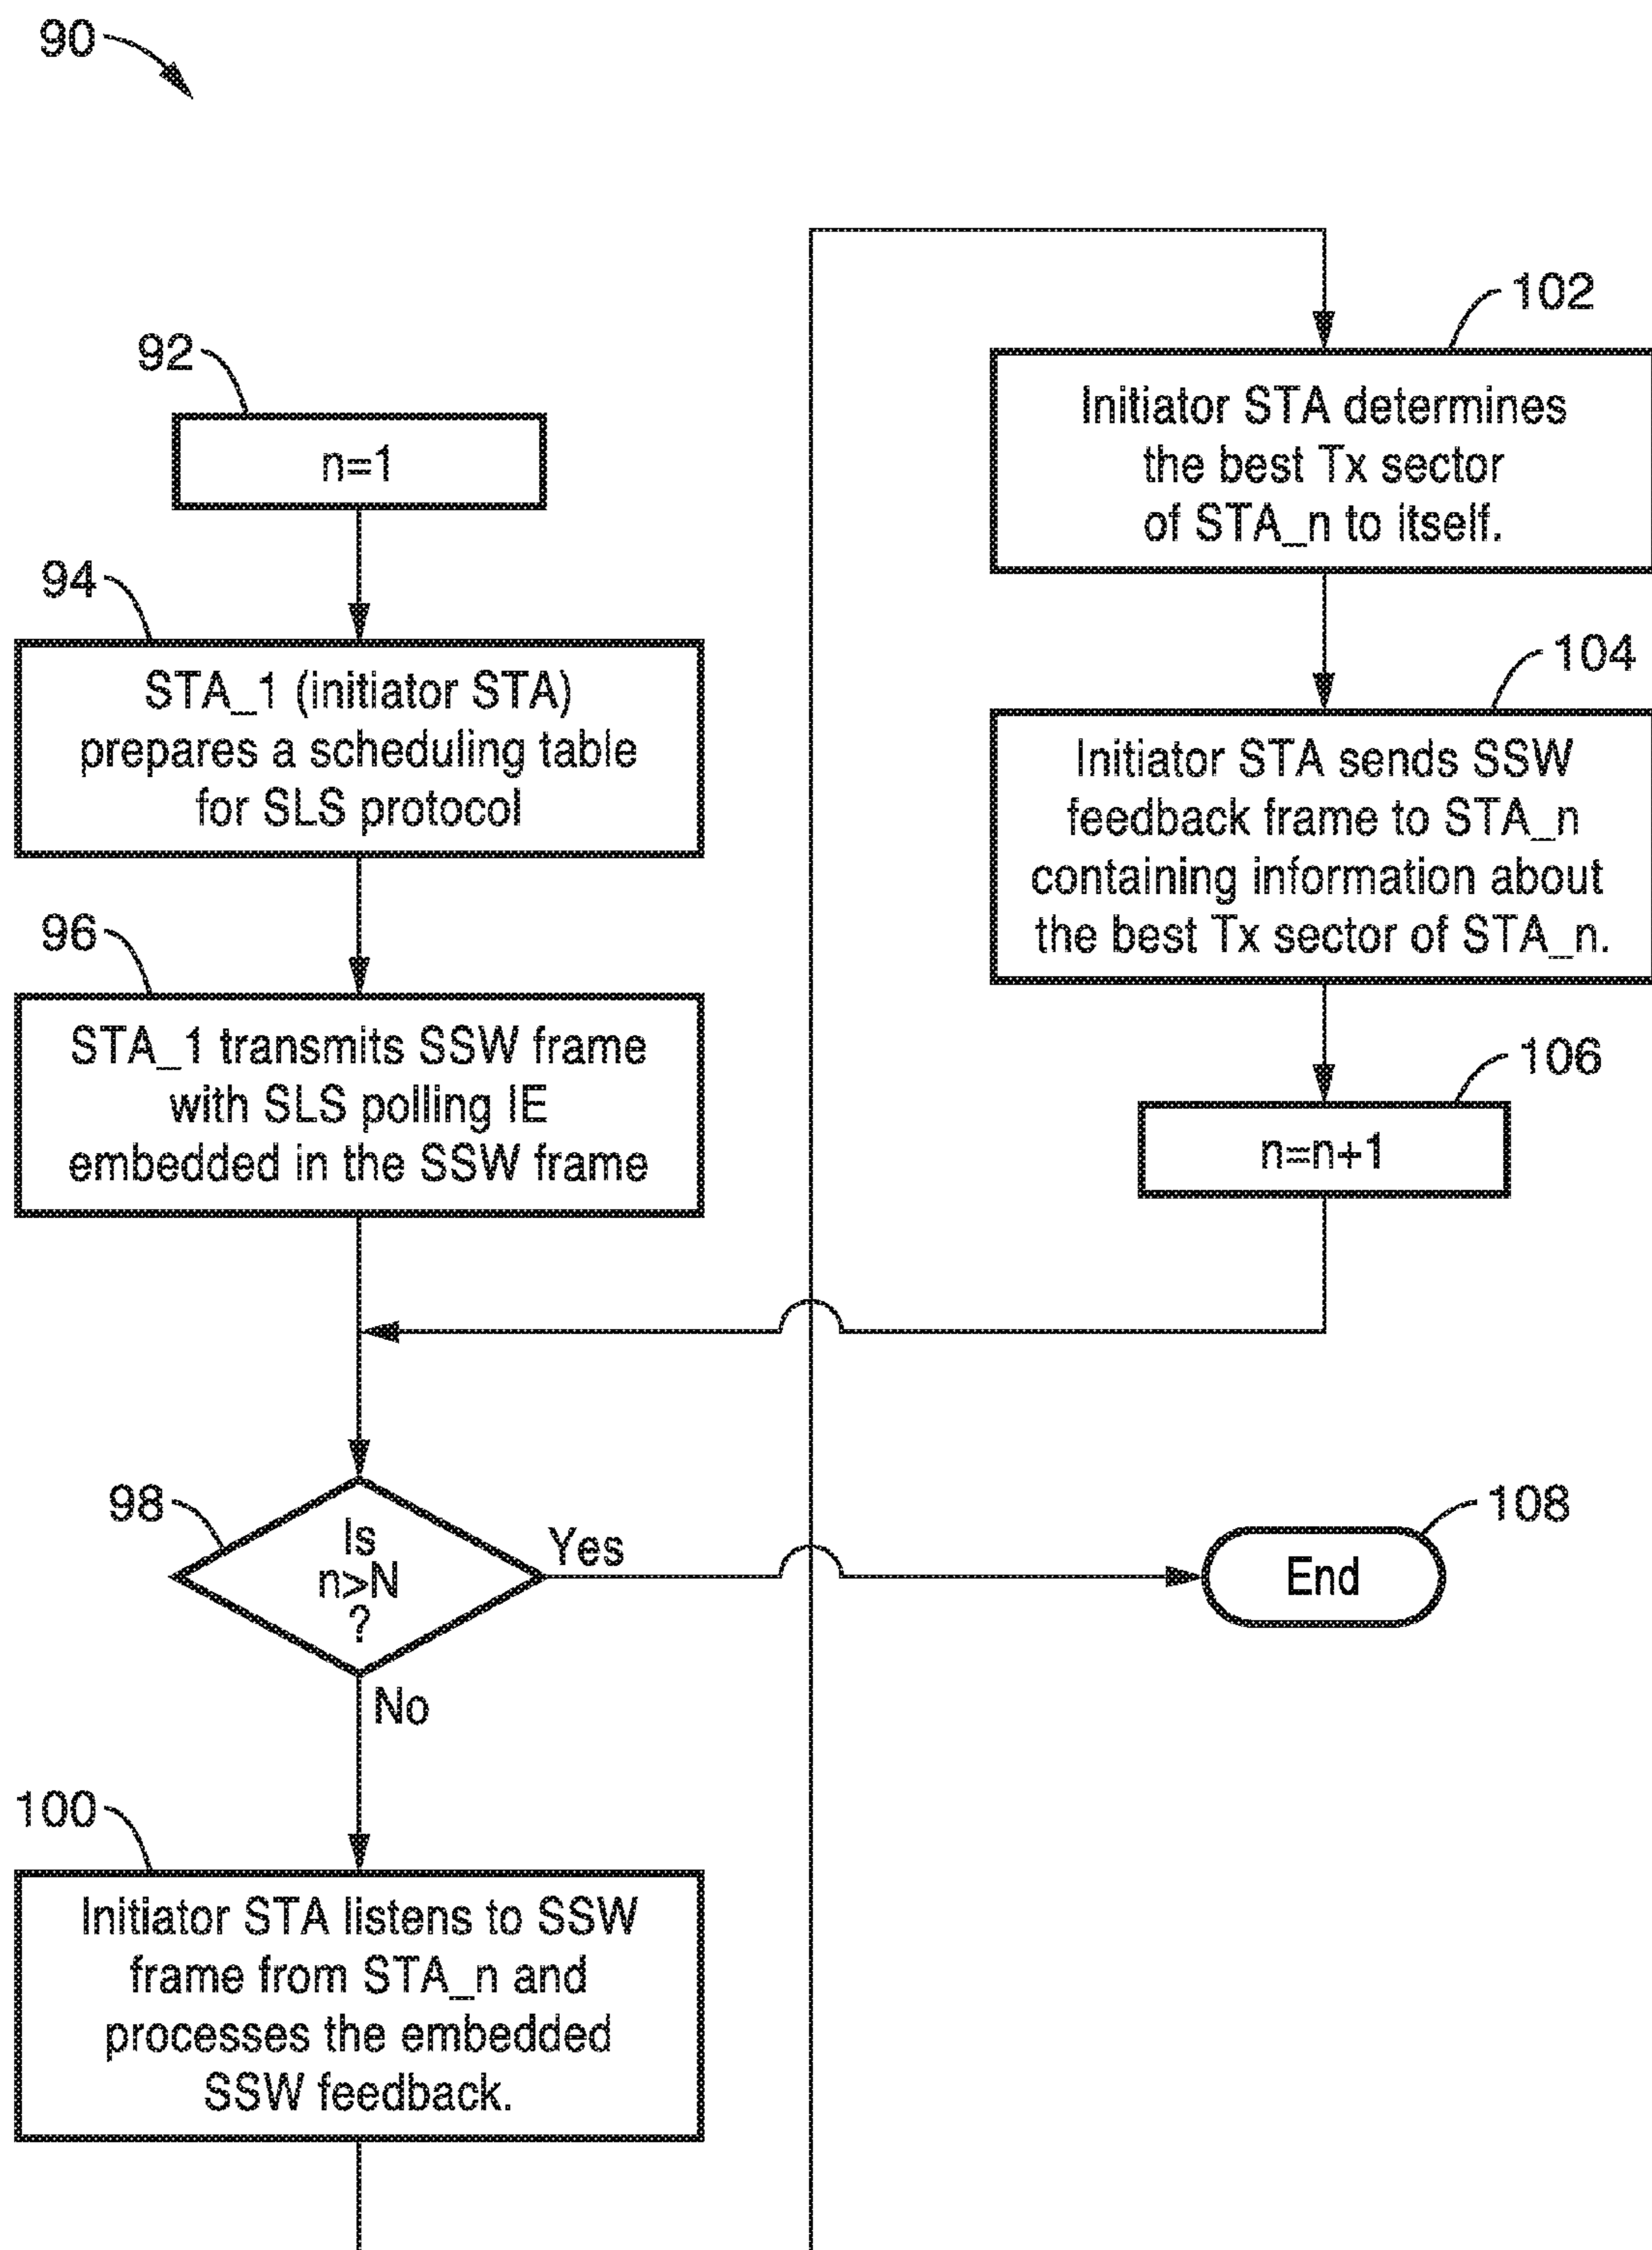 90
92
n=1
94
STA_1 (initiator STA)
prepares a scheduling table
for SLS protocol
96
STA_1 transmits SSW frame
with SLS polling IE
embedded in the SSW frame
98
Is
n>N
?
Yes
No
100
Initiator STA listens to SSW
frame from STA_n and
processes the embedded
SSW feedback.
102
Initiator STA determines
the best Tx sector
of STA_n to itself.
104
Initiator STA sends SSW
feedback frame to STA_n
containing information about
the best Tx sector of STA_n.
106
n=n+1
108
End